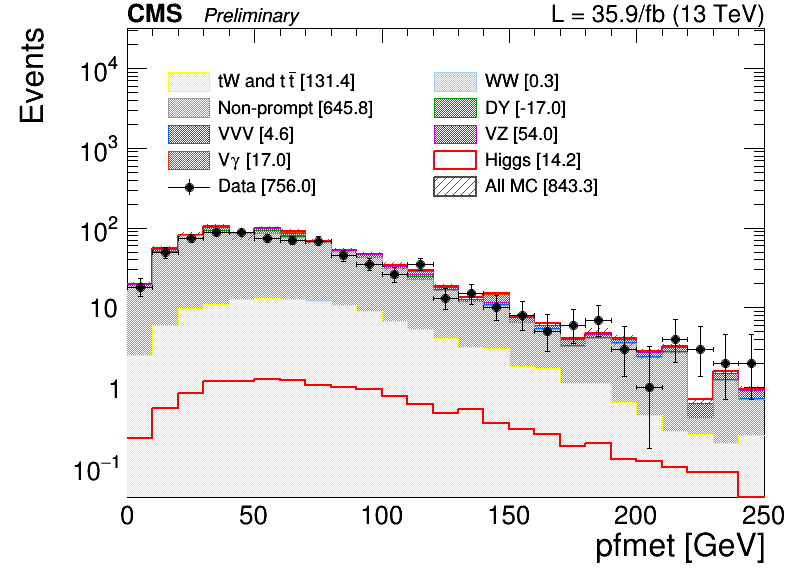 CMS Preliminary L = 35.9/fb (13 TeV)
Events
10⁴
10³
10²
10
1
10⁻¹
tW and t t̄ [131.4] WW [0.3]
Non-prompt [645.8] DY [-17.0]
VVV [4.6] VZ [54.0]
Vγ [17.0] Higgs [14.2]
Data [756.0] All MC [843.3]
0 50 100 150 200 250
pfmet [GeV]